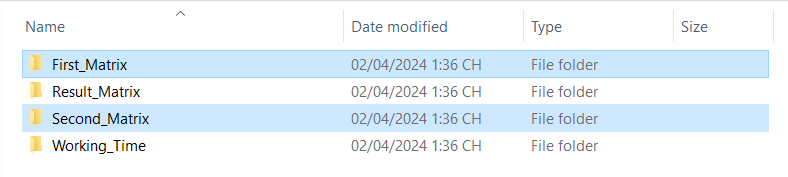 Name Date modified Type Size
First_Matrix 02/04/2024 1:36 CH File folder
Result_Matrix 02/04/2024 1:36 CH File folder
Second_Matrix 02/04/2024 1:36 CH File folder
Working_Time 02/04/2024 1:36 CH File folder